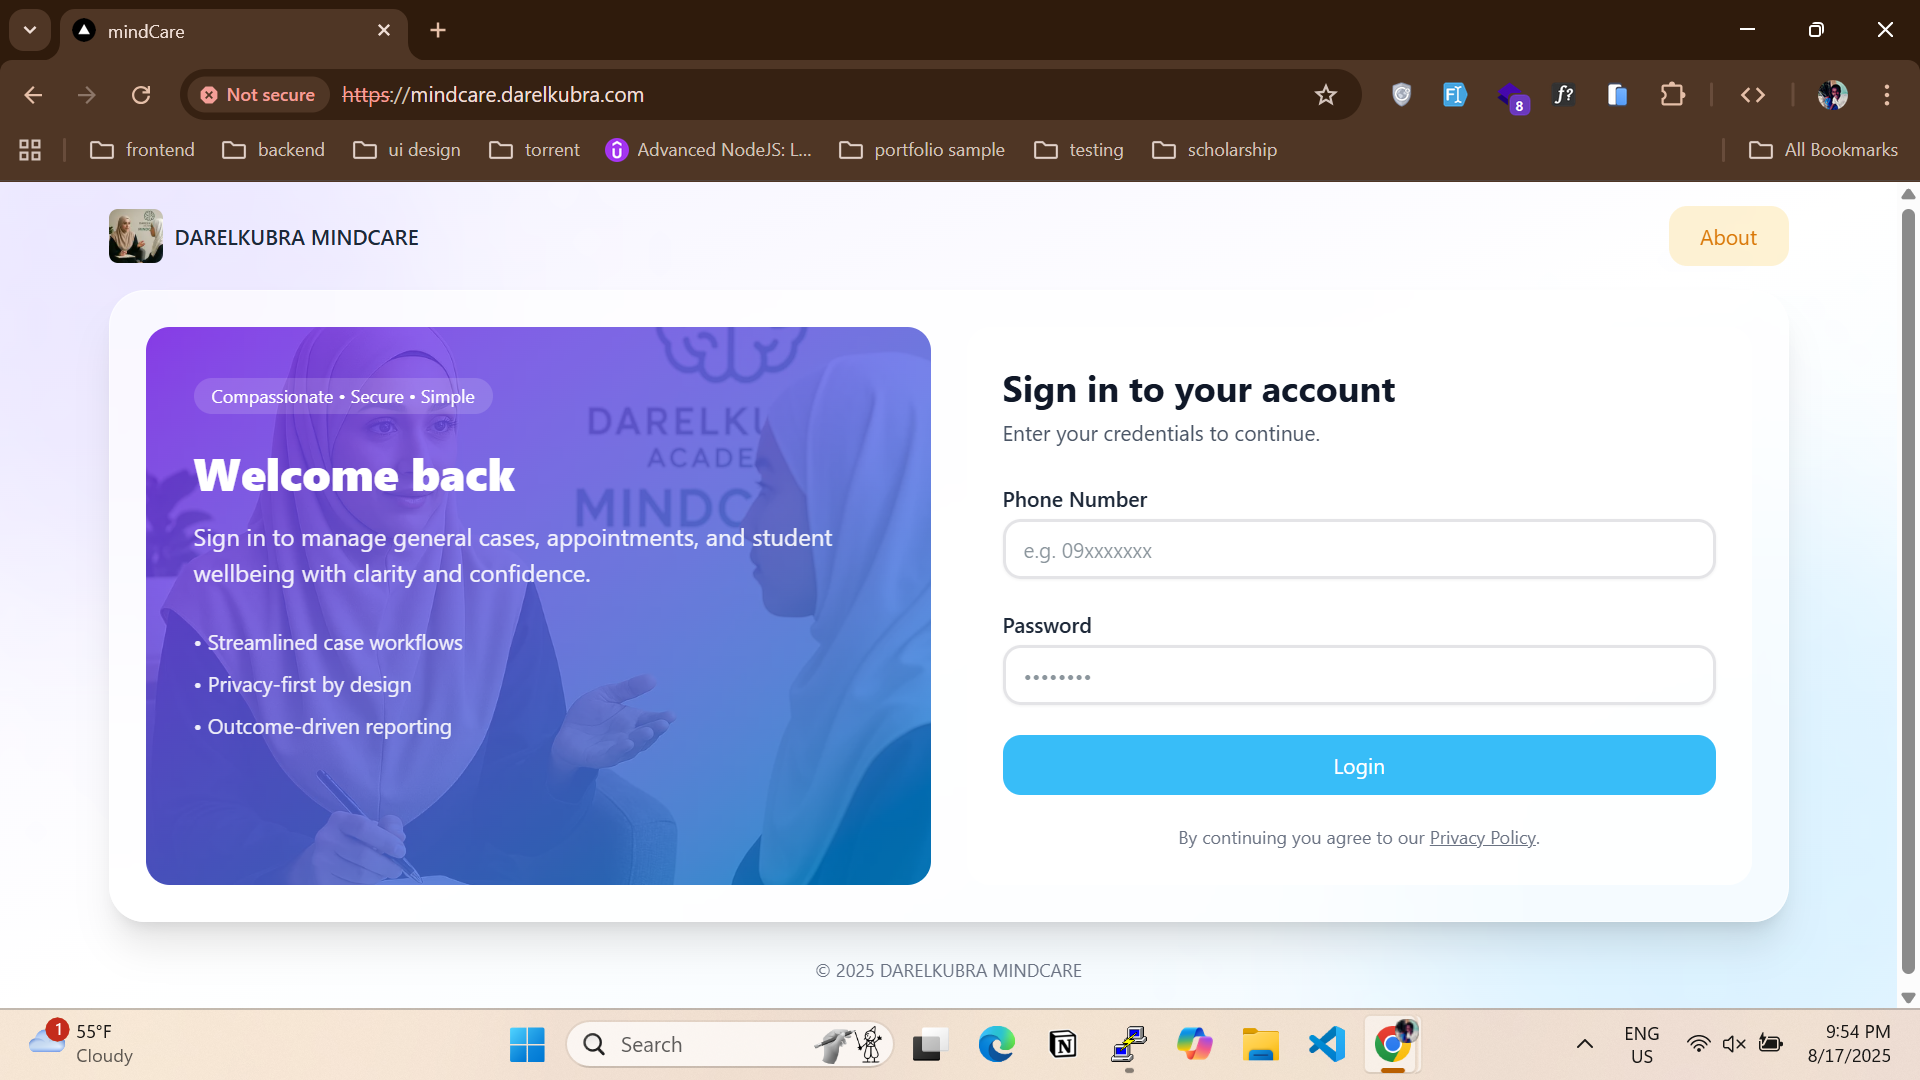 mindCare
Not secure
https://mindcare.darelkubra.com
8
f?
frontend
backend
ui design
torrent
Advanced NodeJS: L...
portfolio sample
testing
scholarship
All Bookmarks
DARELKUBRA MINDCARE
About
Compassionate • Secure • Simple
DARELKU
ACADE
MINDC
Welcome back
Sign in to manage general cases, appointments, and student
wellbeing with clarity and confidence.
• Streamlined case workflows
• Privacy-first by design
• Outcome-driven reporting
Sign in to your account
Enter your credentials to continue.
Phone Number
e.g. 09xxxxxxx
Password
••••••••
Login
By continuing you agree to our Privacy Policy.
© 2025 DARELKUBRA MINDCARE
1
55°F
Cloudy
Search
ENG
US
9:54 PM
8/17/2025